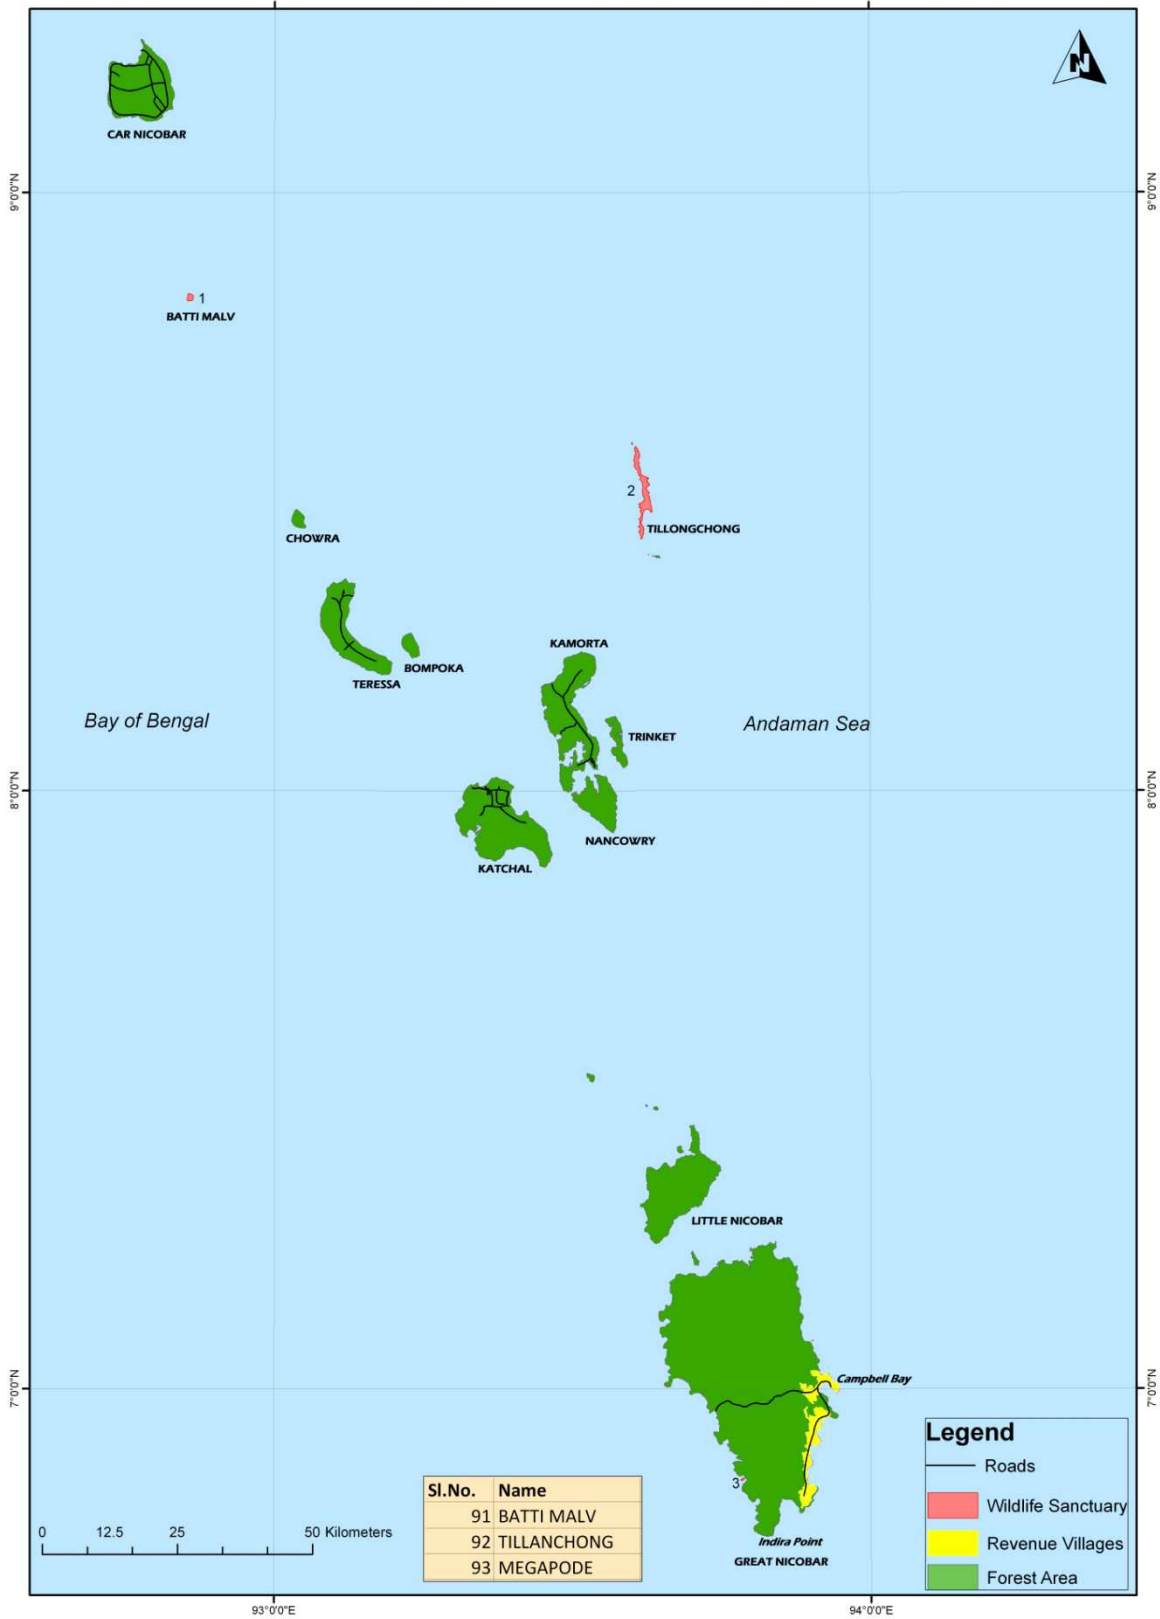 N
CAR NICOBAR
9°0'0"N
9°0'0"N
1
BATTI MALV
2
TILLONGCHONG
CHOWRA
KAMORTA
BOMPOKA
TERESSA
Bay of Bengal
Andaman Sea
TRINKET
8°0'0"N
8°0'0"N
NANCOWRY
KATCHAL
LITTLE NICOBAR
Campbell Bay
7°0'0"N
7°0'0"N
3
Indira Point
GREAT NICOBAR
Legend
Roads
Wildlife Sanctuary
Revenue Villages
Forest Area
Sl.No. Name
91 BATTI MALV
92 TILLANCHONG
93 MEGAPODE
0 12.5 25 50 Kilometers
93°0'0"E
94°0'0"E